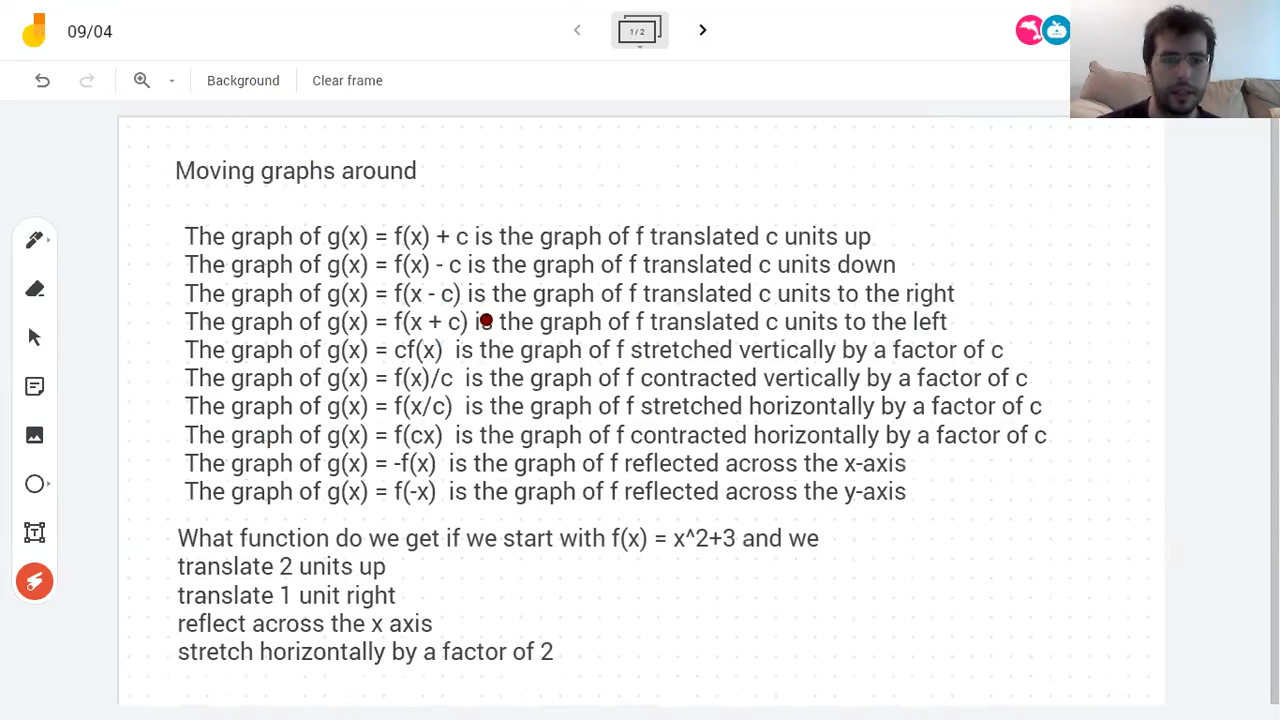 09/04
1/2
Background
Clear frame
Moving graphs around
The graph of g(x) = f(x) + c is the graph of f translated c units up
The graph of g(x) = f(x) - c is the graph of f translated c units down
The graph of g(x) = f(x - c) is the graph of f translated c units to the right
The graph of g(x) = f(x + c) is the graph of f translated c units to the left
The graph of g(x) = cf(x) is the graph of f stretched vertically by a factor of c
The graph of g(x) = f(x)/c is the graph of f contracted vertically by a factor of c
The graph of g(x) = f(x/c) is the graph of f stretched horizontally by a factor of c
The graph of g(x) = f(cx) is the graph of f contracted horizontally by a factor of c
The graph of g(x) = -f(x) is the graph of f reflected across the x-axis
The graph of g(x) = f(-x) is the graph of f reflected across the y-axis
What function do we get if we start with f(x) = x^2+3 and we
translate 2 units up
translate 1 unit right
reflect across the x axis
stretch horizontally by a factor of 2